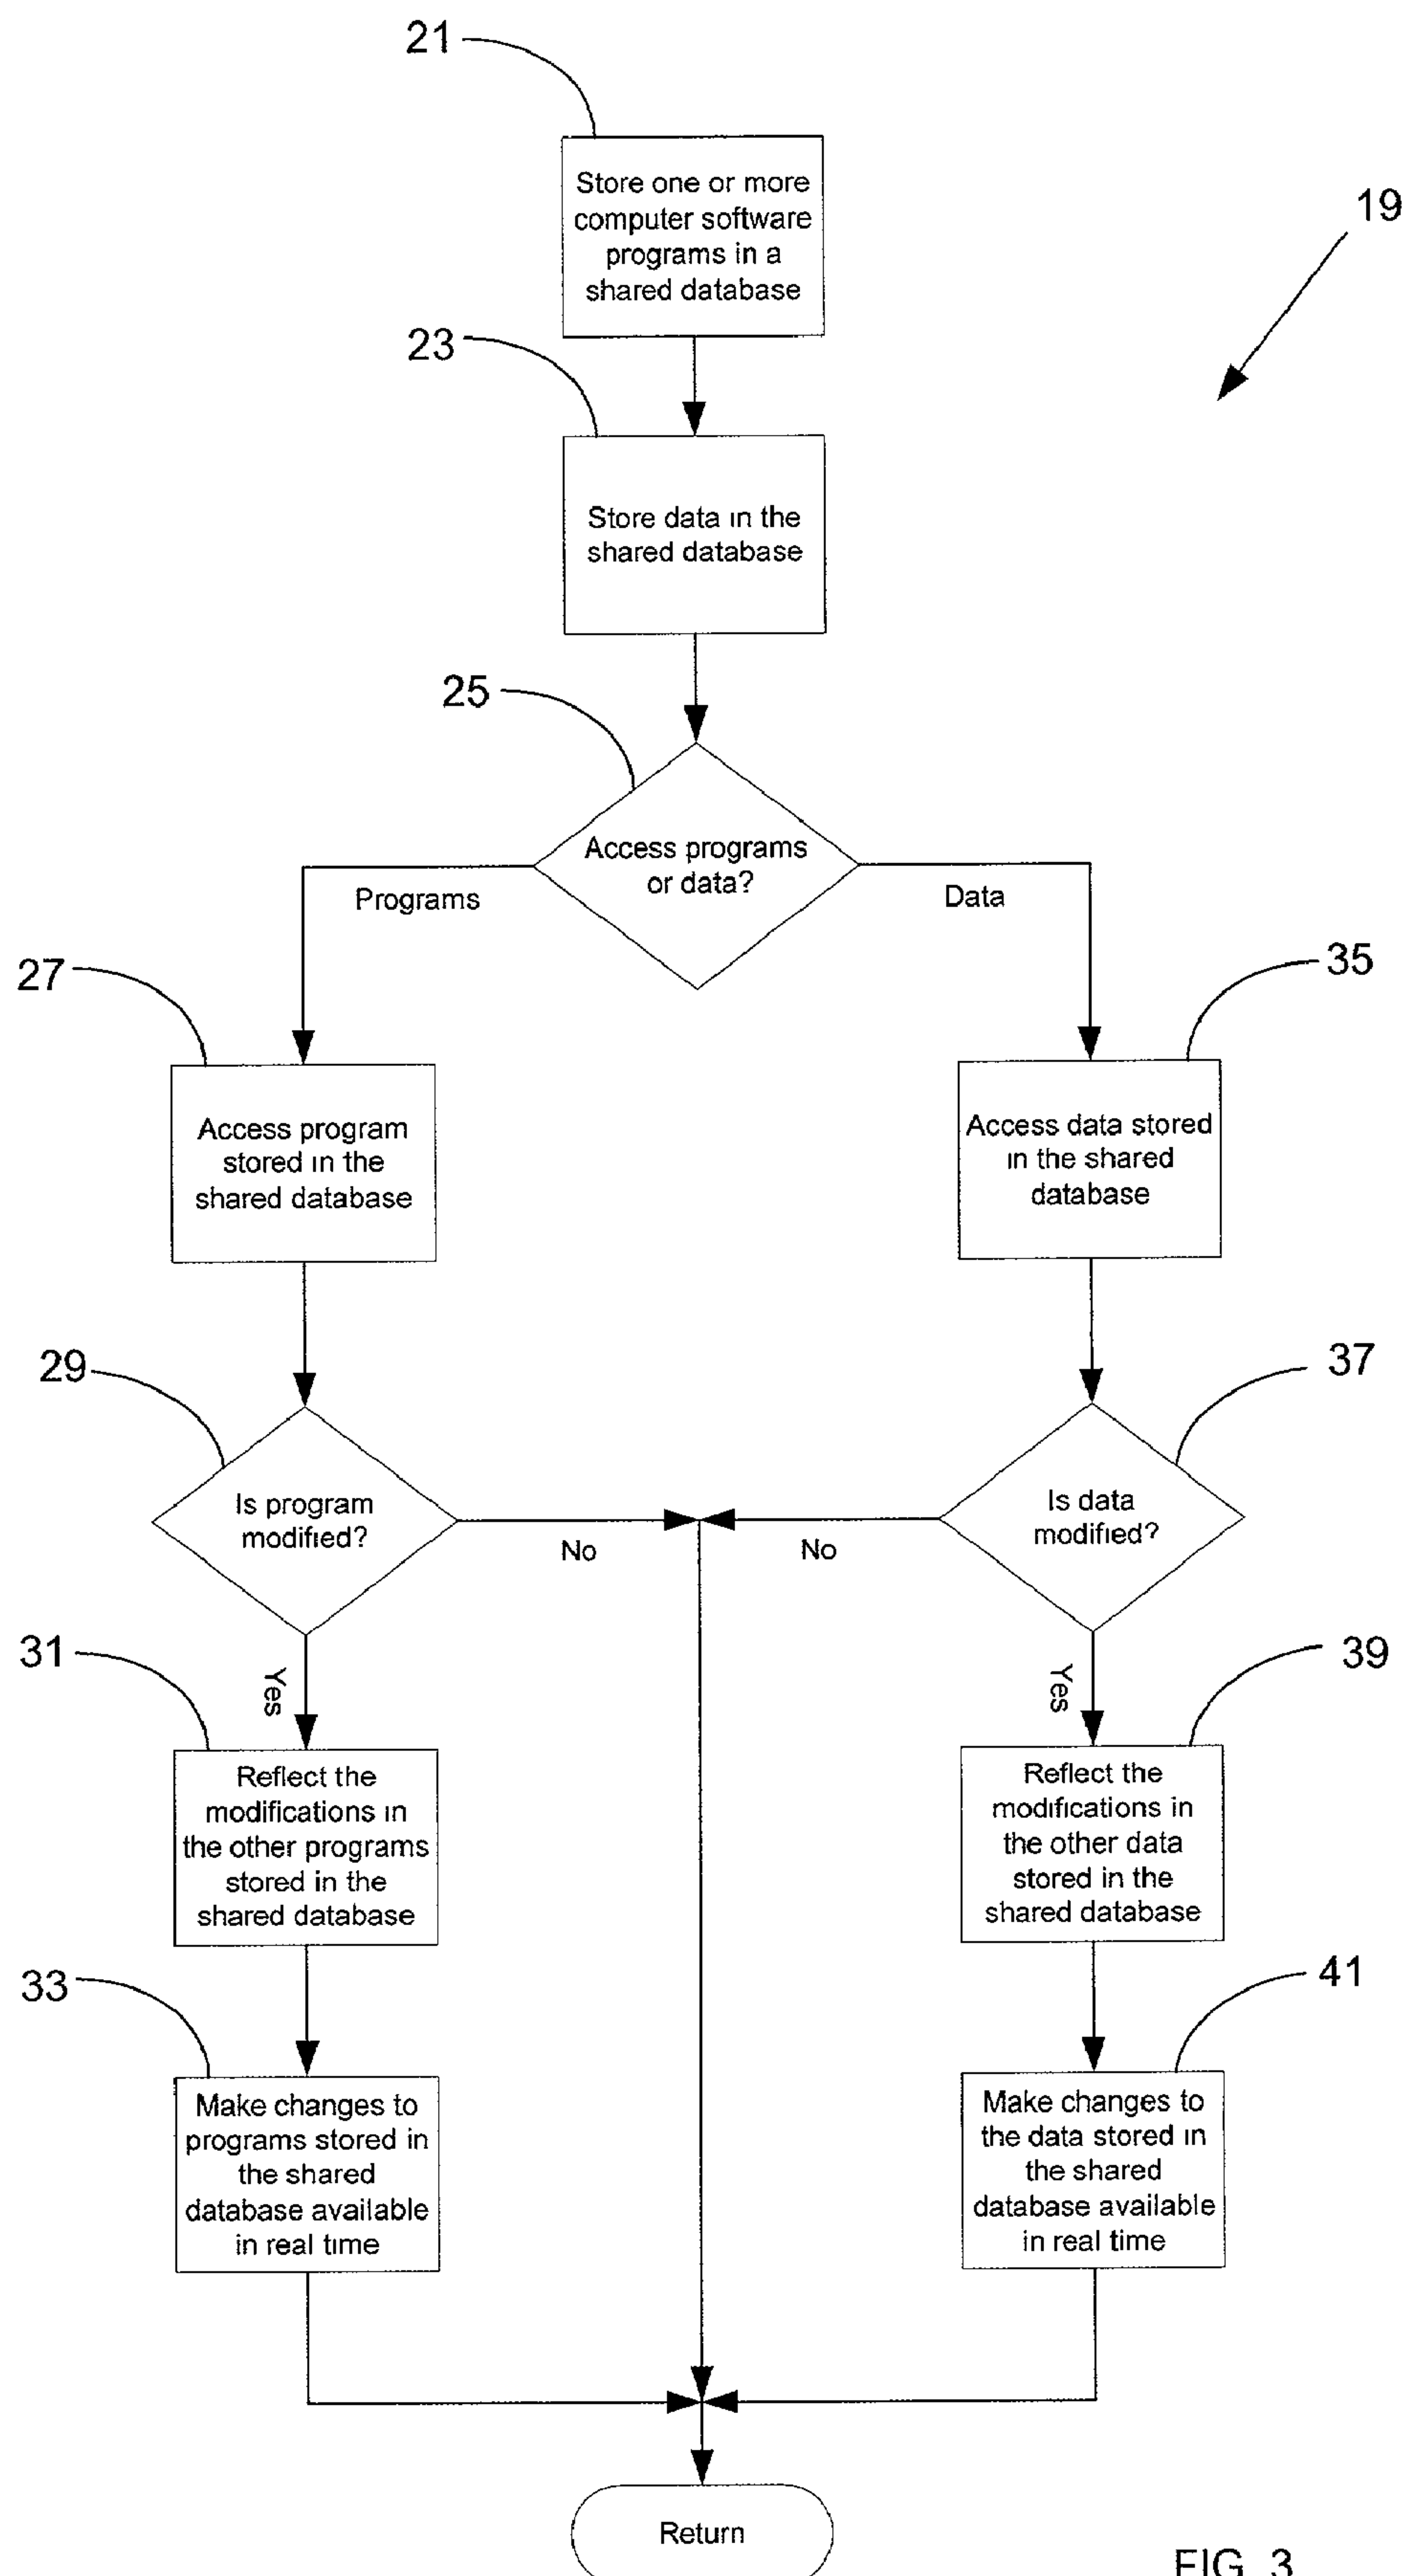 21
Store one or more
computer software
programs in a
shared database
19
23
Store data in the
shared database
25
Access programs
or data?
Programs
Data
27
Access program
stored in the
shared database
35
Access data stored
in the shared
database
29
Is program
modified?
No
37
Is data
modified?
No
31
Yes
Reflect the
modifications in
the other programs
stored in the
shared database
39
Yes
Reflect the
modifications in
the other data
stored in the
shared database
33
Make changes to
programs stored in
the shared
database available
in real time
41
Make changes to
the data stored in
the shared
database available
in real time
Return
FIG. 3